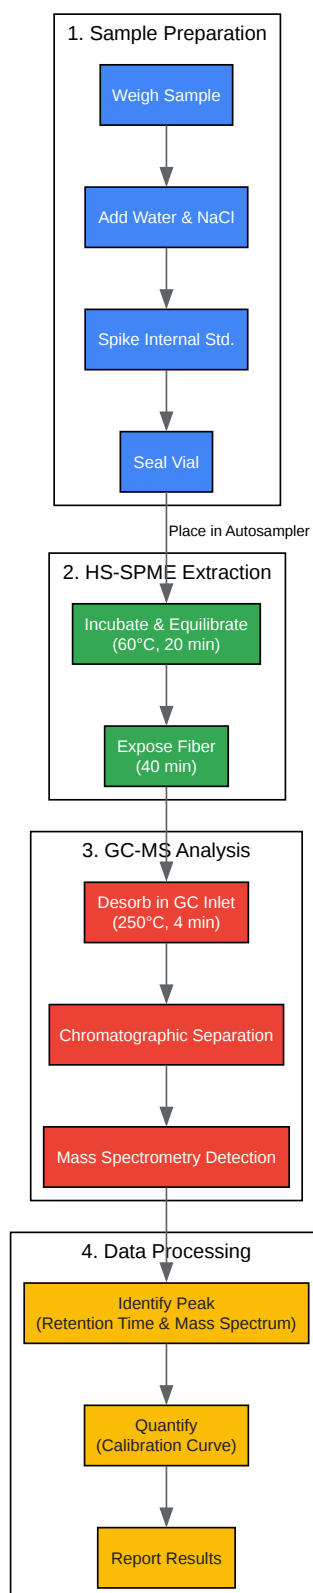 1. Sample Preparation
Weigh Sample
Add Water & NaCl
Spike Internal Std.
Seal Vial
Place in Autosampler
2. HS-SPME Extraction
Incubate & Equilibrate
(60°C, 20 min)
Expose Fiber
(40 min)
3. GC-MS Analysis
Desorb in GC Inlet
(250°C, 4 min)
Chromatographic Separation
Mass Spectrometry Detection
4. Data Processing
Identify Peak
(Retention Time & Mass Spectrum)
Quantify
(Calibration Curve)
Report Results